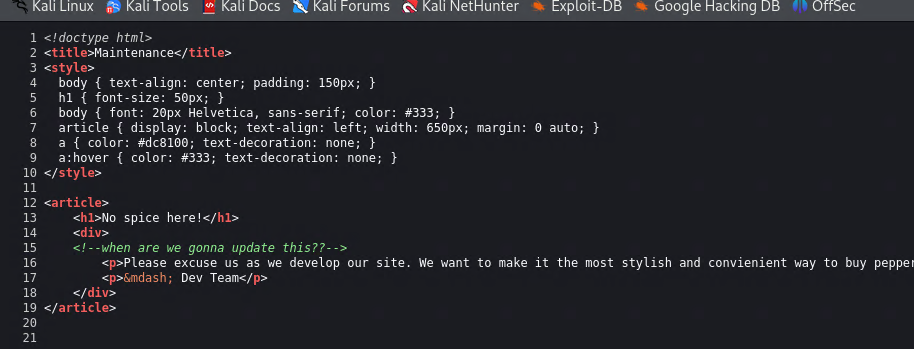 Kali Linux Kali Tools Kali Docs Kali Forums Kali NetHunter Exploit-DB Google Hacking DB OffSec
1 <!doctype html>
2 <title>Maintenance</title>
3 <style>
4 body { text-align: center; padding: 150px; }
5 h1 { font-size: 50px; }
6 body { font: 20px Helvetica, sans-serif; color: #333; }
7 article { display: block; text-align: left; width: 650px; margin: 0 auto; }
8 a { color: #dc8100; text-decoration: none; }
9 a:hover { color: #333; text-decoration: none; }
10 </style>
11
12 <article>
13 <h1>No spice here!</h1>
14 <div>
15 <!--when are we gonna update this??-->
16 <p>Please excuse us as we develop our site. We want to make it the most stylish and convienient way to buy pepper
17 <p>&mdash; Dev Team</p>
18 </div>
19 </article>
20
21